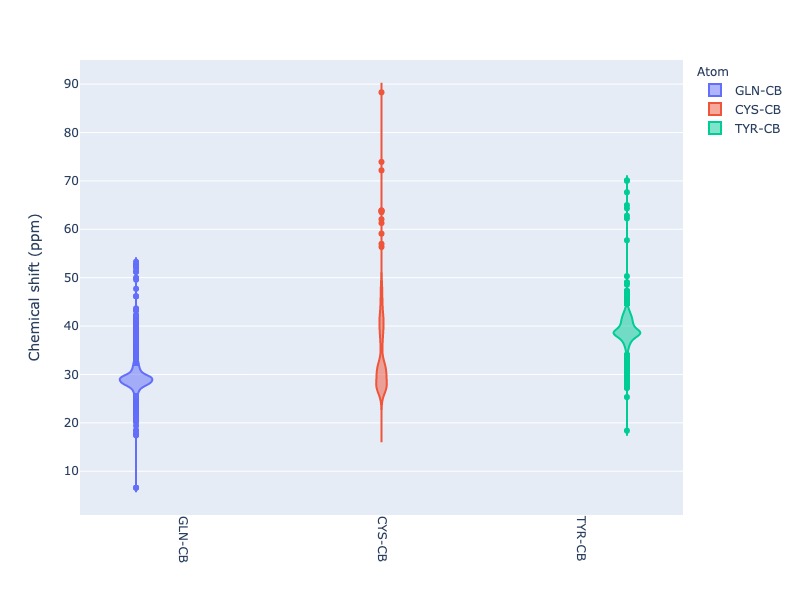 Atom
GLN-CB
CYS-CB
TYR-CB
90
80
70
60
50
40
30
20
10
Chemical shift (ppm)
GLN-CB
CYS-CB
TYR-CB